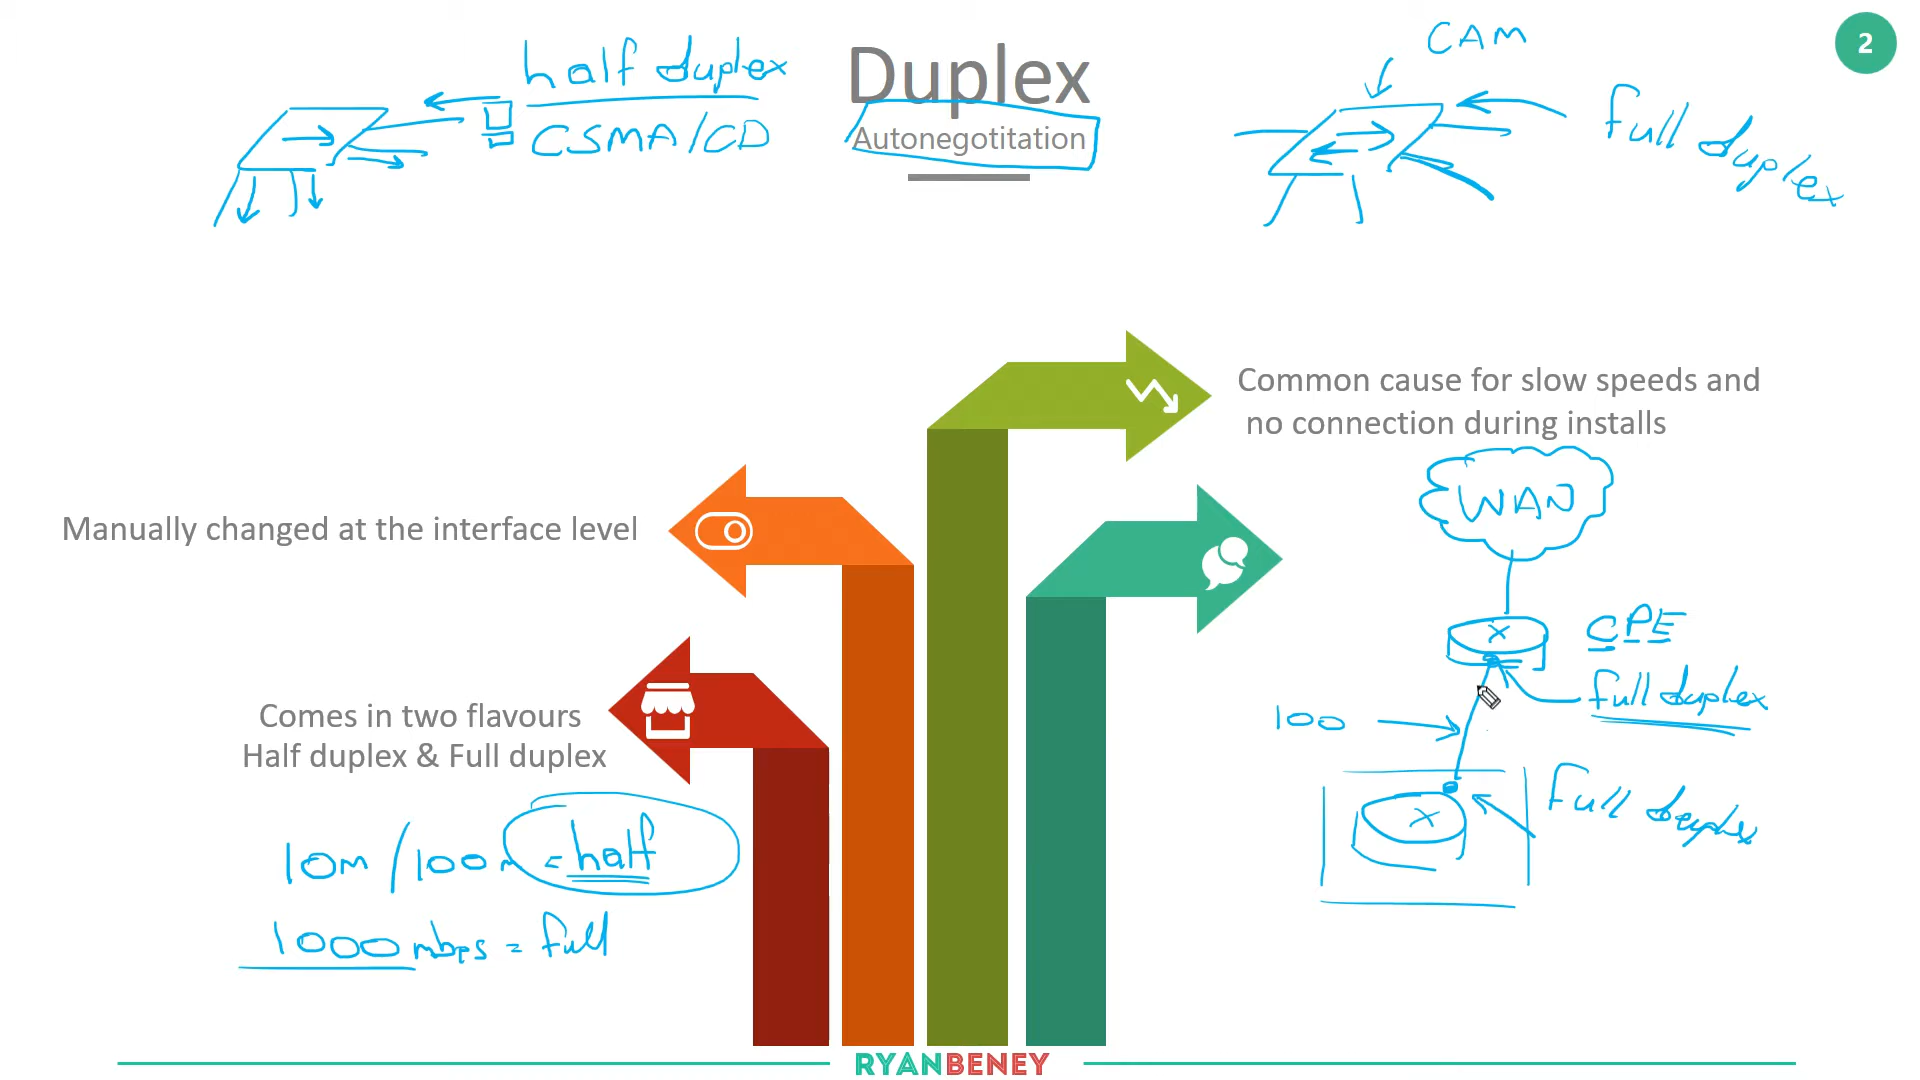 half duplex
CSMA/CD
Duplex
Autonegotitation
CAM
Full duplex
2
Common cause for slow speeds and
no connection during installs
WAN
Manually changed at the interface level
CPE
full duplex
100
Full duplex
Comes in two flavours
Half duplex & Full duplex
10m/100m = half
1000 mbps = full
RYANBENEY